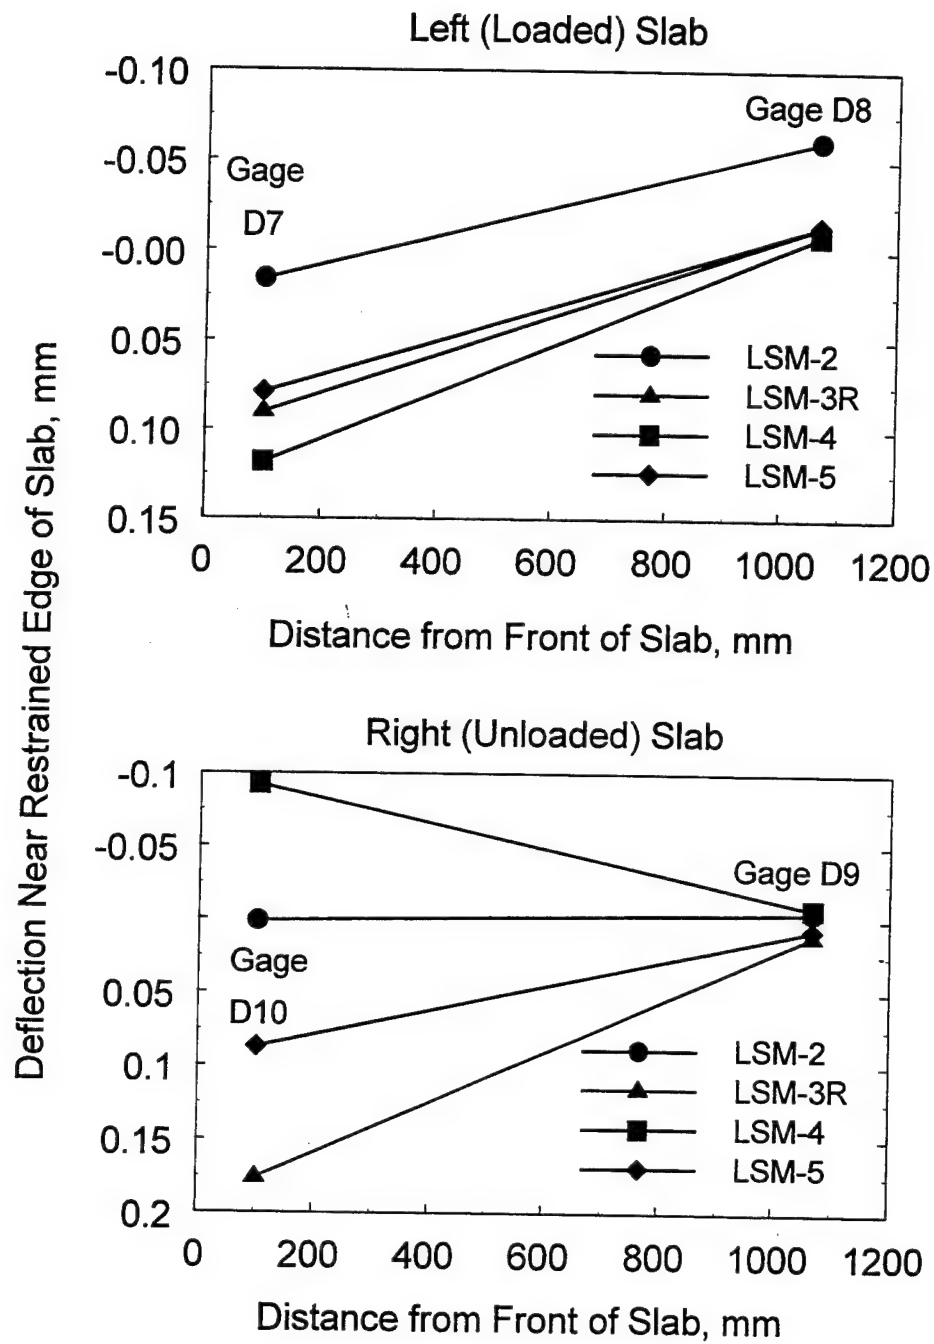 Left (Loaded) Slab
-0.10
-0.05
-0.00
0.05
0.10
0.15
Gage
D7
Gage D8
LSM-2
LSM-3R
LSM-4
LSM-5
0 200 400 600 800 1000 1200
Distance from Front of Slab, mm
Deflection Near Restrained Edge of Slab, mm
Right (Unloaded) Slab
-0.1
-0.05
0.05
0.1
0.15
0.2
Gage D9
Gage
D10
LSM-2
LSM-3R
LSM-4
LSM-5
0 200 400 600 800 1000 1200
Distance from Front of Slab, mm